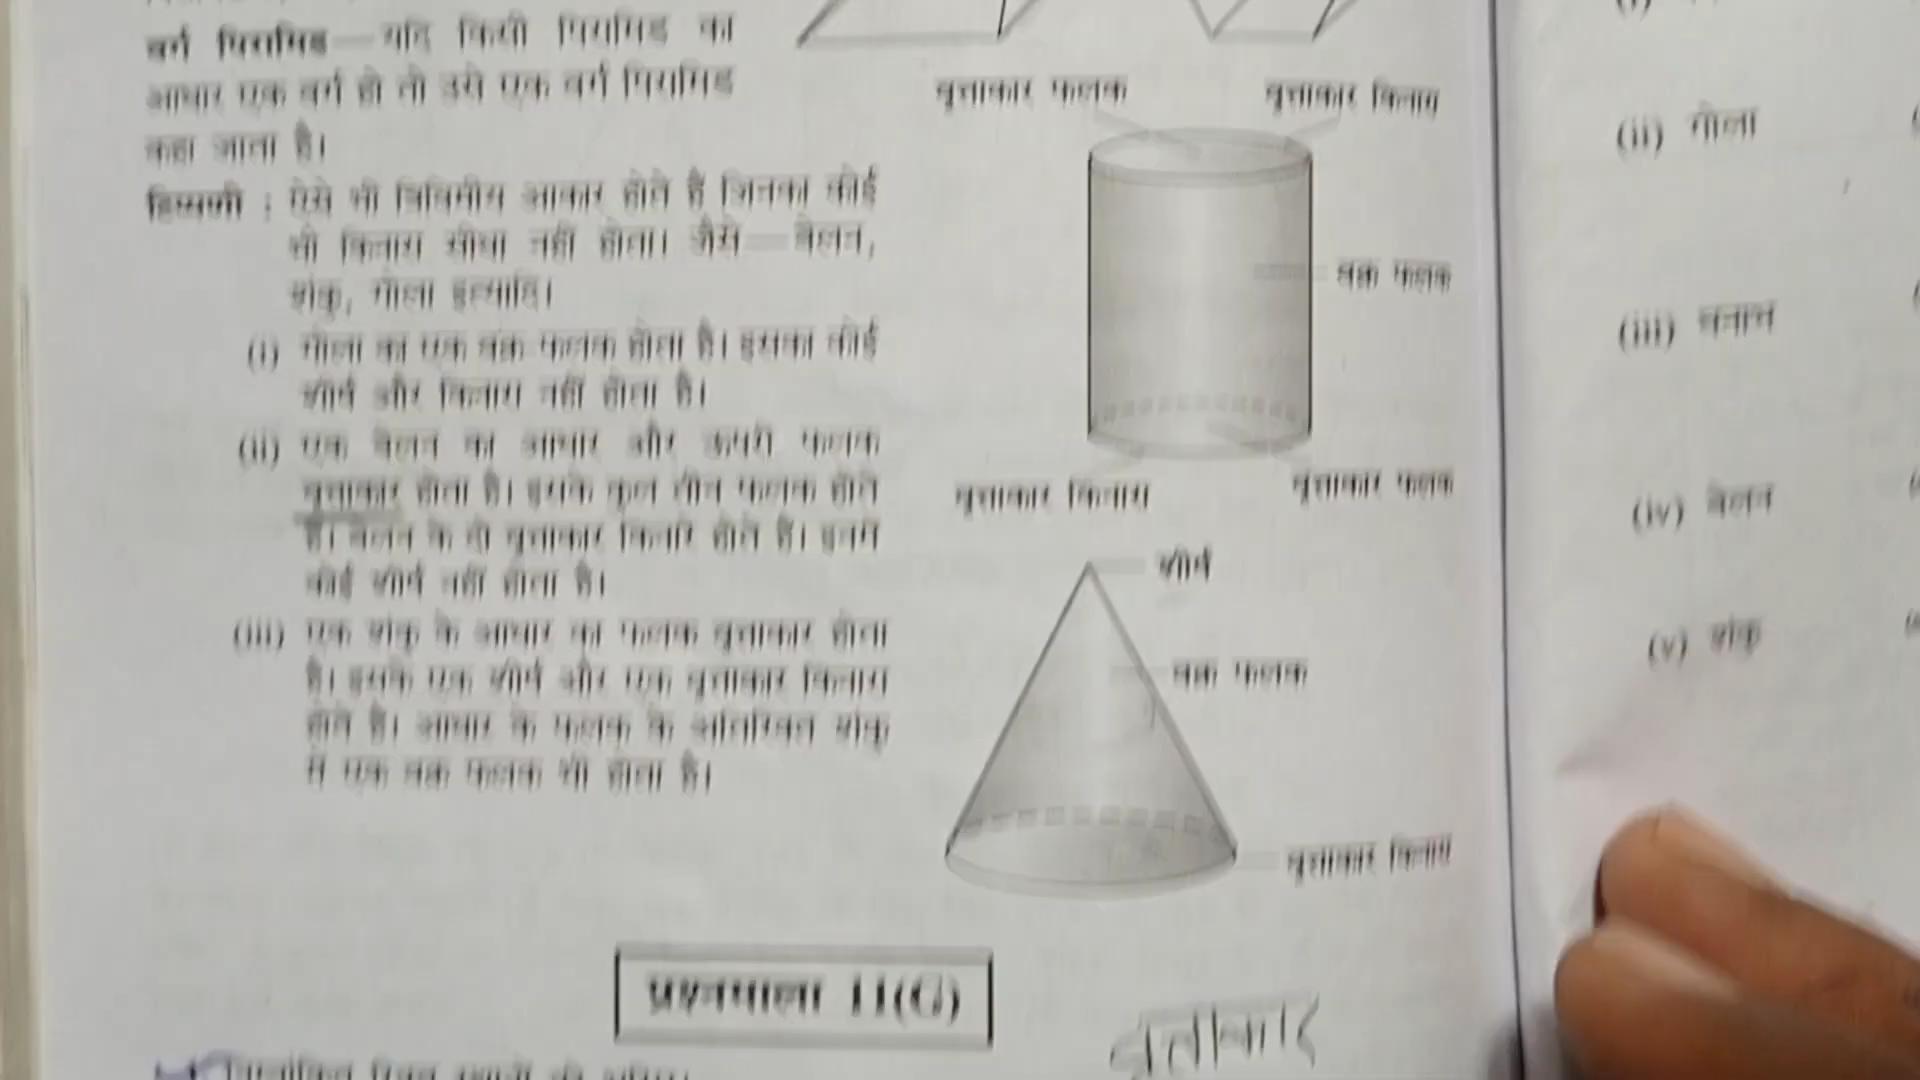 वर्ग पिरामिड—यदि किसी पिरामिड का
आधार एक वर्ग हो तो उसे एक वर्ग पिरामिड
कहा जाता है।
टिप्पणी : ऐसे भी त्रिविमीय आकार होते हैं जिनका कोई
भी किनारा सीधा नहीं होता। जैसे—बेलन,
शंकु, गोला इत्यादि।
(i) गोला का एक वक्र फलक होता है। इसका कोई
शीर्ष और किनारा नहीं होता है।
(ii) एक बेलन का आधार और ऊपरी फलक
वृत्ताकार होता है। इसके कुल तीन फलक होते
हैं। बेलन के दो वृत्ताकार किनारे होते हैं। इनमें
कोई शीर्ष नहीं होता है।
(iii) एक शंकु के आधार का फलक वृत्ताकार होता
है। इसके एक शीर्ष और एक वृत्ताकार किनारा
होते हैं। आधार के फलक के अतिरिक्त शंकु
में एक वक्र फलक भी होता है।
वृत्ताकार फलक
वृत्ताकार किनारा
वक्र फलक
वृत्ताकार किनारा
वृत्ताकार फलक
शीर्ष
वक्र फलक
वृत्ताकार किनारा
प्रश्नमाला 11(G)
(ii) गोला
(iii) घनाभ
(iv) बेलन
(v) शंकु